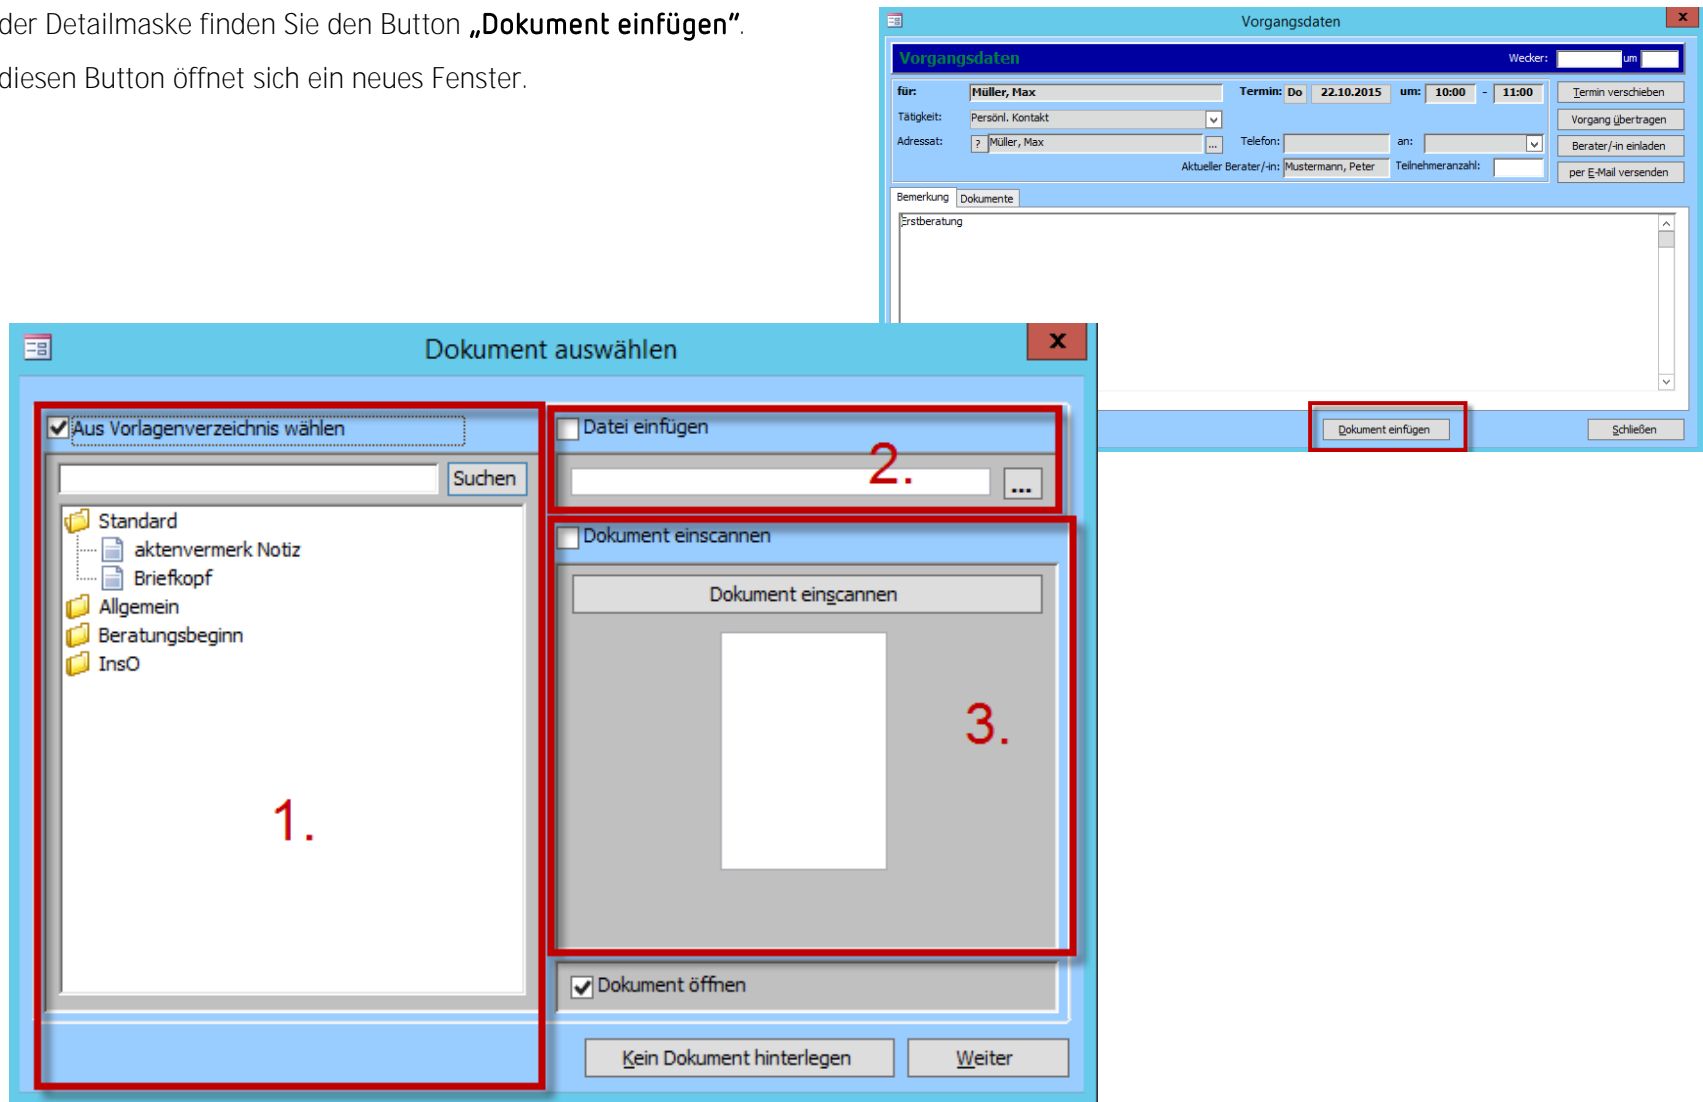 der Detailmaske finden Sie den Button „Dokument einfügen“.
diesen Button öffnet sich ein neues Fenster.
Vorgangsdaten
x
Vorgangsdaten
Wecker: um
für: Müller, Max Termin: Do 22.10.2015 um: 10:00 - 11:00 Termin verschieben
Tätigkeit: Persönl. Kontakt Vorgang übertragen
Adressat: ? Müller, Max ... Telefon: an: Berater/-in einladen
Aktueller Berater/-in: Mustermann, Peter Teilnehmeranzahl: per E-Mail versenden
Bemerkung Dokumente
Erstberatung
Dokument einfügen Schließen
Dokument auswählen
x
Aus Vorlagenverzeichnis wählen
Suchen
Standard
aktenvermerk Notiz
Briefkopf
Allgemein
Beratungsbeginn
InsO
1.
Datei einfügen
2.
...
Dokument einscannen
Dokument einscannen
3.
Dokument öffnen
Kein Dokument hinterlegen Weiter